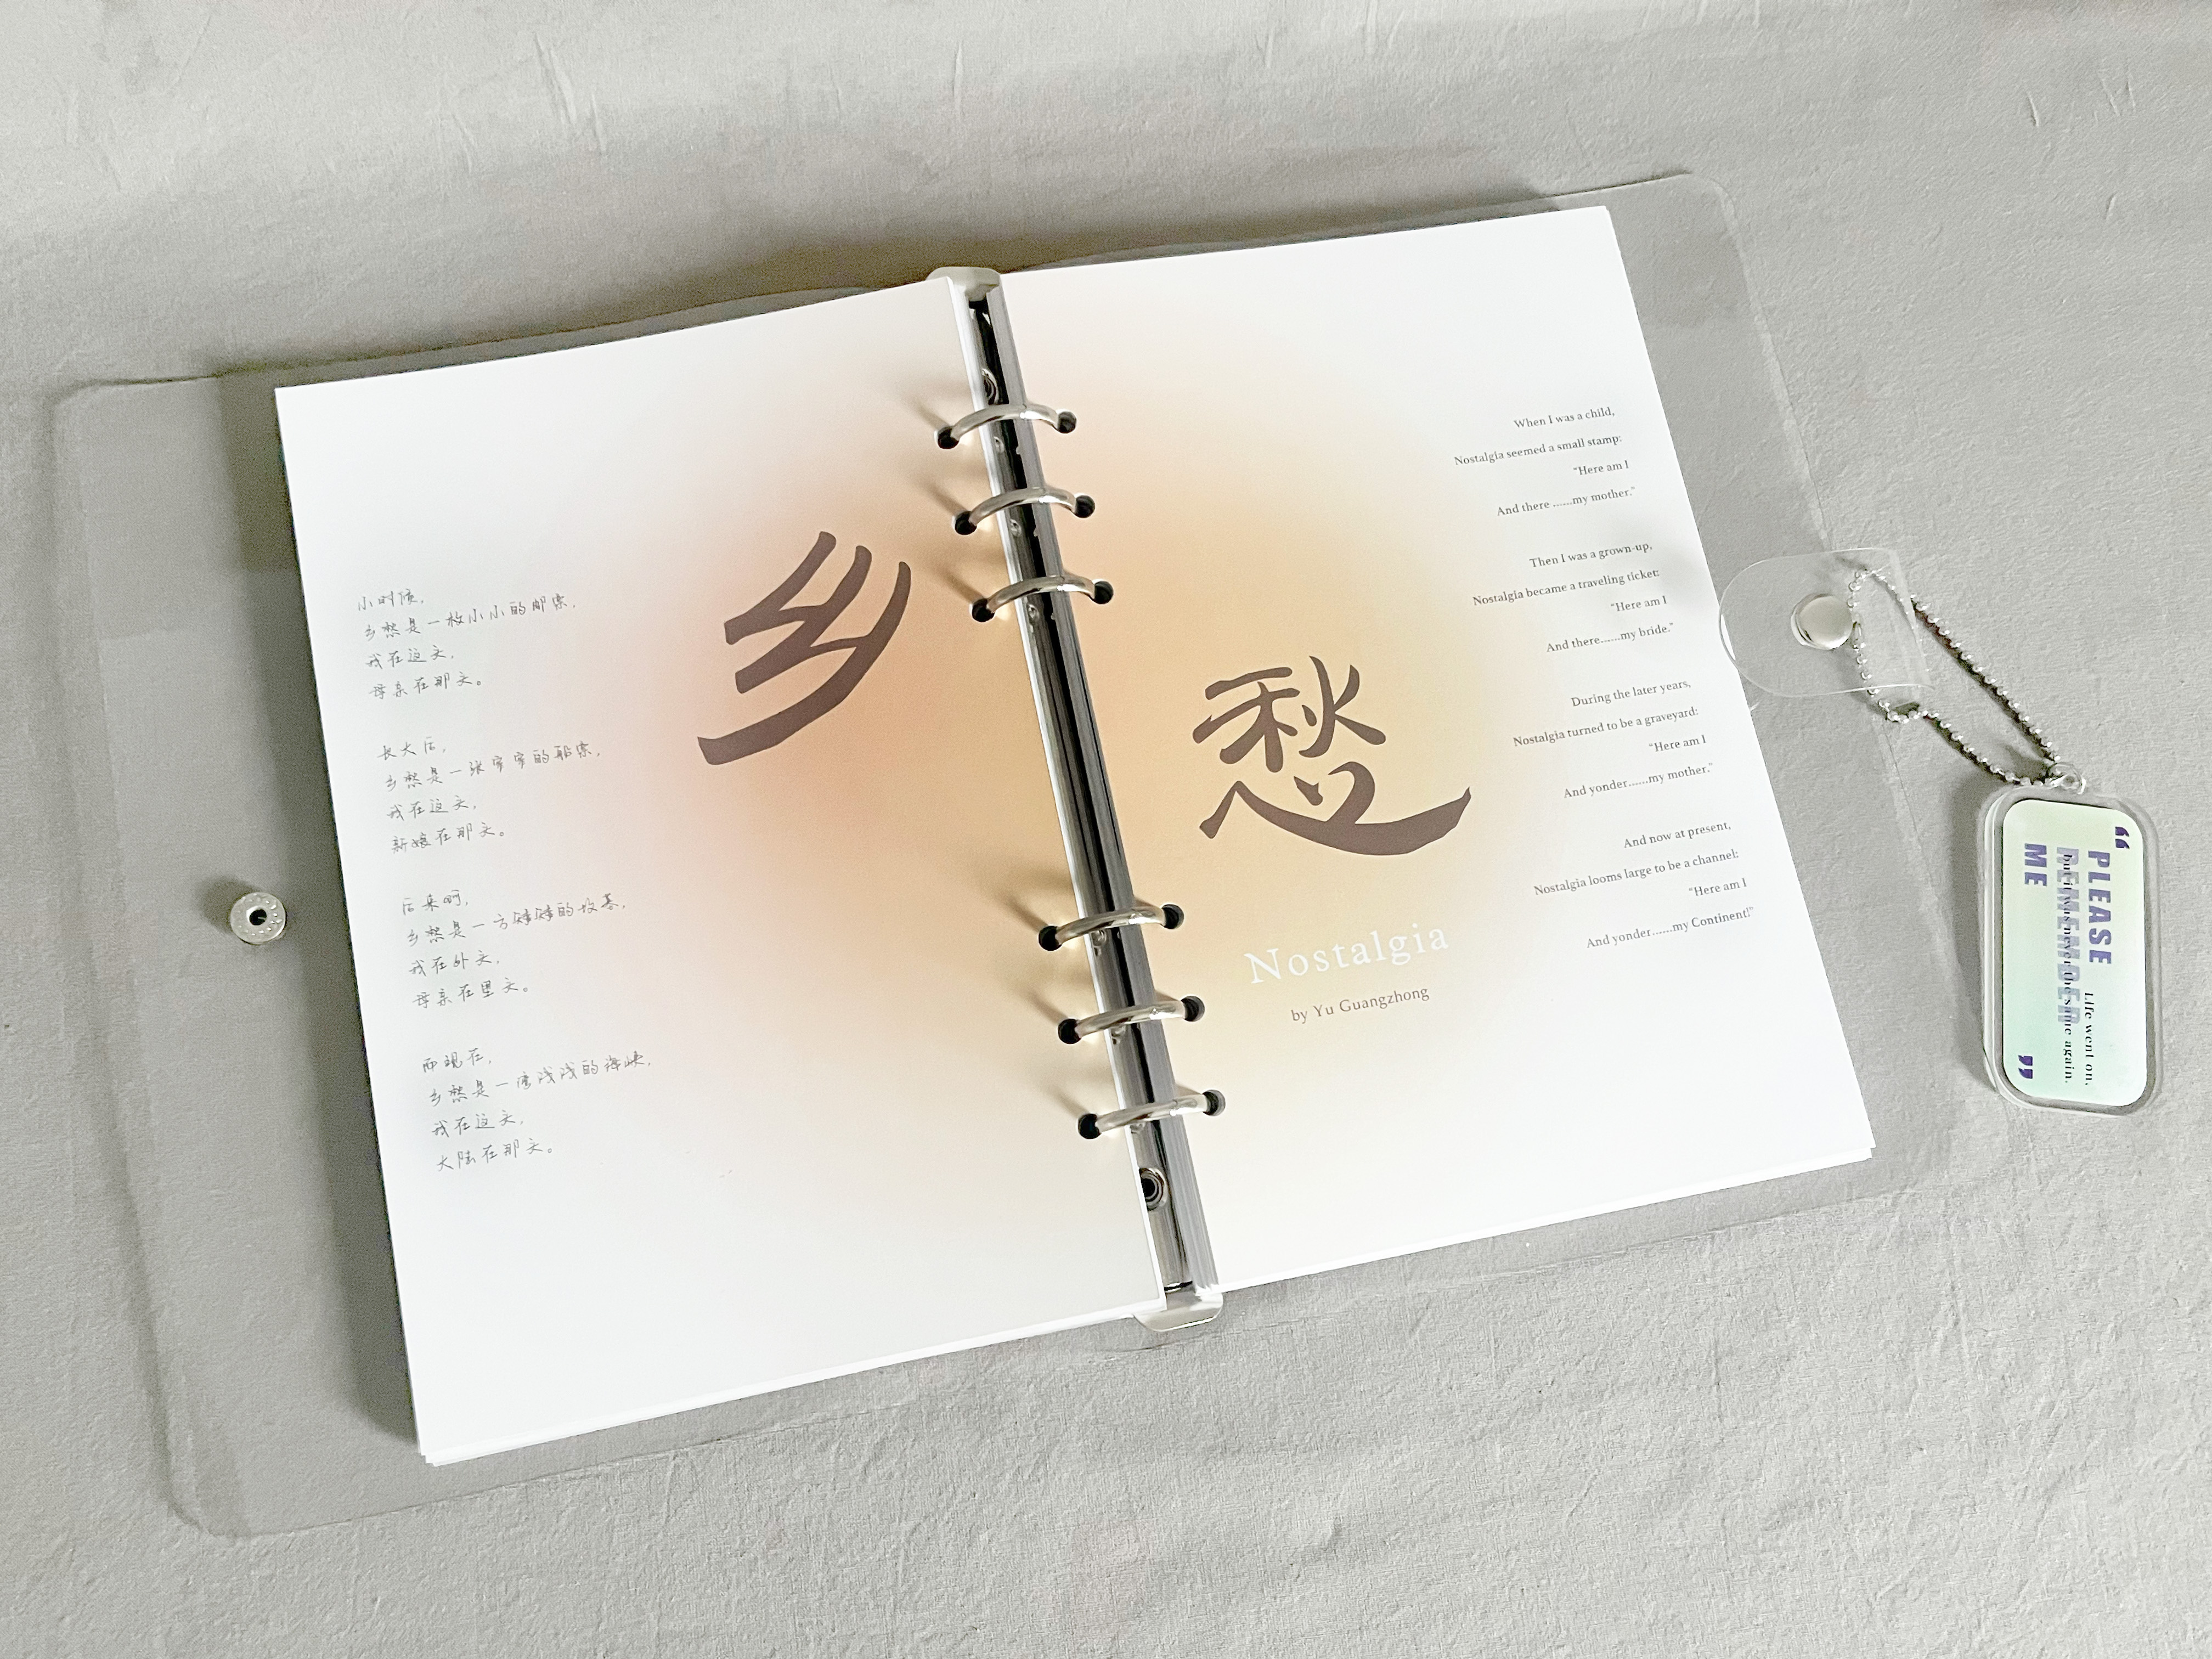 小时候，
乡愁是一枚小小的邮票，
我在这头，
母亲在那头。
长大后，
乡愁是一张窄窄的船票，
我在这头，
新娘在那头。
后来啊，
乡愁是一方矮矮的坟墓，
我在外头，
母亲在里头。
而现在，
乡愁是一湾浅浅的海峡，
我在这头，
大陆在那头。
乡
愁
Nostalgia
by Yu Guangzhong
When I was a child,
Nostalgia seemed a small stamp:
"Here am I
And there ......my mother."
Then I was a grown-up,
Nostalgia became a traveling ticket:
"Here am I
And there......my bride."
During the later years,
Nostalgia turned to be a graveyard:
"Here am I
And yonder......my mother."
And now at present,
Nostalgia looms large to be a channel:
"Here am I
And yonder......my Continent!"
“ PLEASE
REMEMBER
ME ”
Life went on,
but it was never the same again.